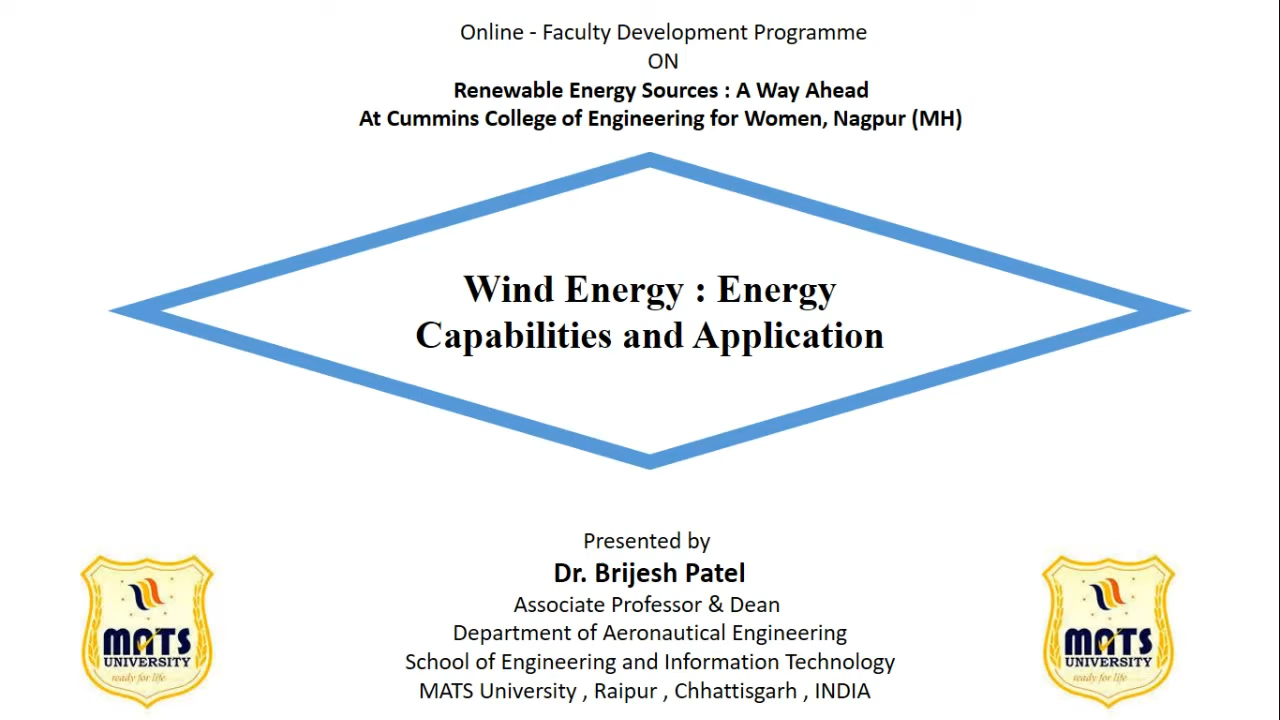 Online - Faculty Development Programme
ON
Renewable Energy Sources : A Way Ahead
At Cummins College of Engineering for Women, Nagpur (MH)
Wind Energy : Energy
Capabilities and Application
Presented by
Dr. Brijesh Patel
Associate Professor & Dean
Department of Aeronautical Engineering
School of Engineering and Information Technology
MATS University , Raipur , Chhattisgarh , INDIA
MATS
UNIVERSITY
ready for life
MATS
UNIVERSITY
ready for life